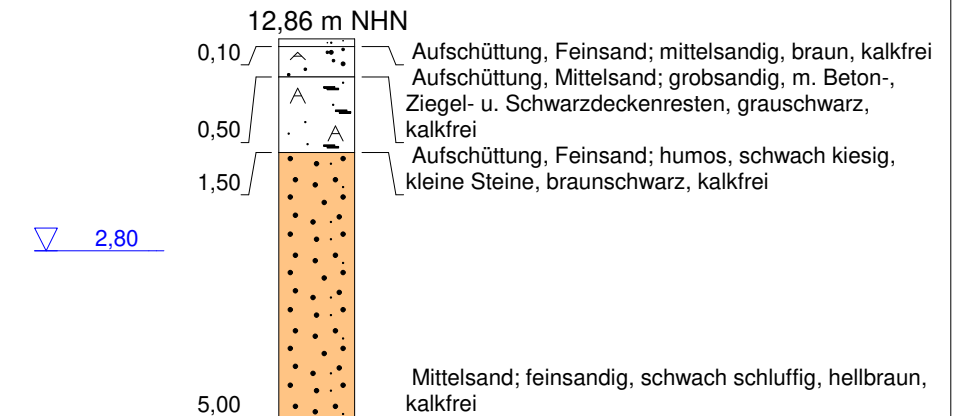 12,86 m NHN
0,10
Aufschüttung, Feinsand; mittelsandig, braun, kalkfrei
Aufschüttung, Mittelsand; grobsandig, m. Beton-,
Ziegel- u. Schwarzdeckenresten, grauschwarz,
0,50
kalkfrei
Aufschüttung, Feinsand; humos, schwach kiesig,
1,50
kleine Steine, braunschwarz, kalkfrei
2,80
Mittelsand; feinsandig, schwach schluffig, hellbraun,
5,00
kalkfrei